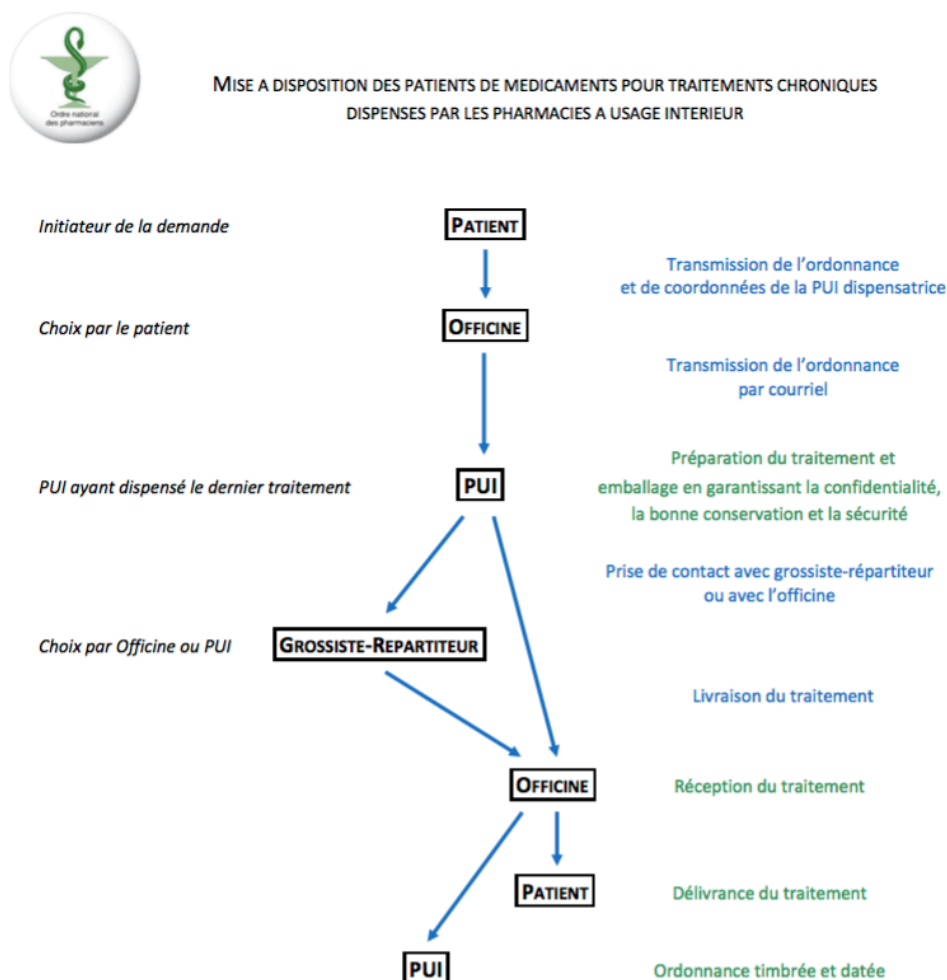 Ordre national
des pharmaciens
MISE A DISPOSITION DES PATIENTS DE MEDICAMENTS POUR TRAITEMENTS CHRONIQUES
DISPENSES PAR LES PHARMACIES A USAGE INTERIEUR
Initiateur de la demande
PATIENT
Transmission de l'ordonnance
et de coordonnées de la PUI dispensatrice
Choix par le patient
OFFICINE
Transmission de l'ordonnance
par courriel
PUI ayant dispensé le dernier traitement
PUI
Préparation du traitement et
emballage en garantissant la confidentialité,
la bonne conservation et la sécurité
Prise de contact avec grossiste-répartiteur
ou avec l'officine
Choix par Officine ou PUI
GROSSISTE-REPARTITEUR
Livraison du traitement
OFFICINE
Réception du traitement
PATIENT
Délivrance du traitement
PUI
Ordonnance timbrée et datée